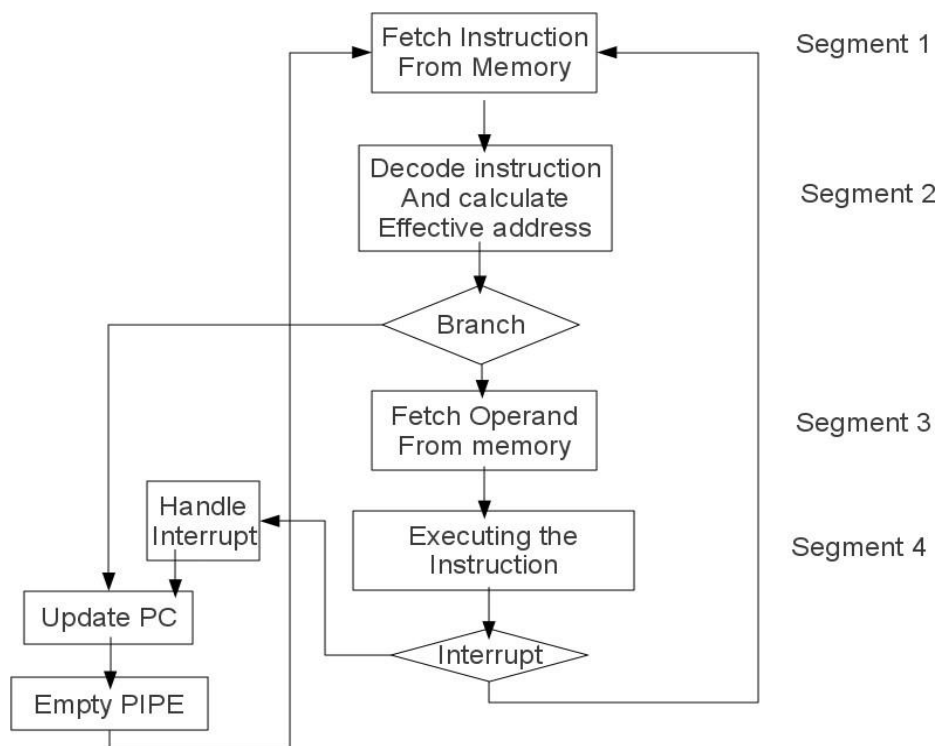 Fetch Instruction
From Memory
Segment 1
Decode instruction
And calculate
Effective address
Segment 2
Branch
Fetch Operand
From memory
Segment 3
Handle
Interrupt
Executing the
Instruction
Segment 4
Update PC
Interrupt
Empty PIPE